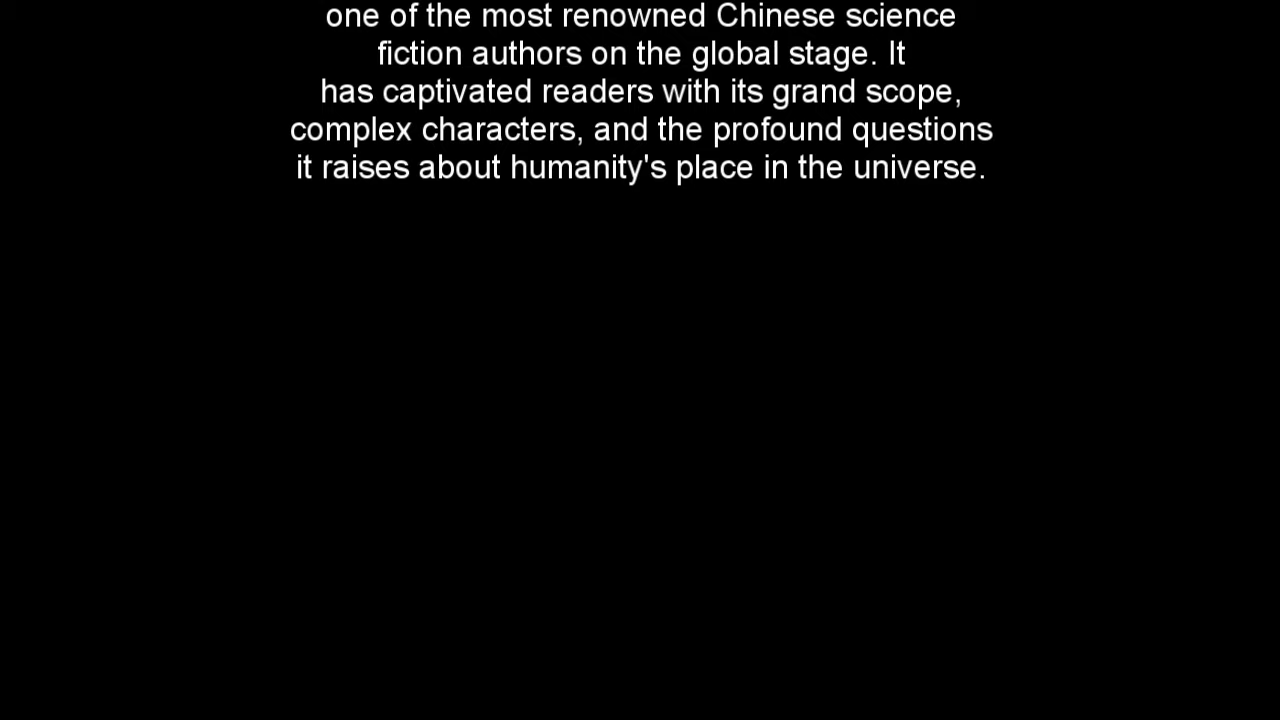 one of the most renowned Chinese science
fiction authors on the global stage. It
has captivated readers with its grand scope,
complex characters, and the profound questions
it raises about humanity's place in the universe.